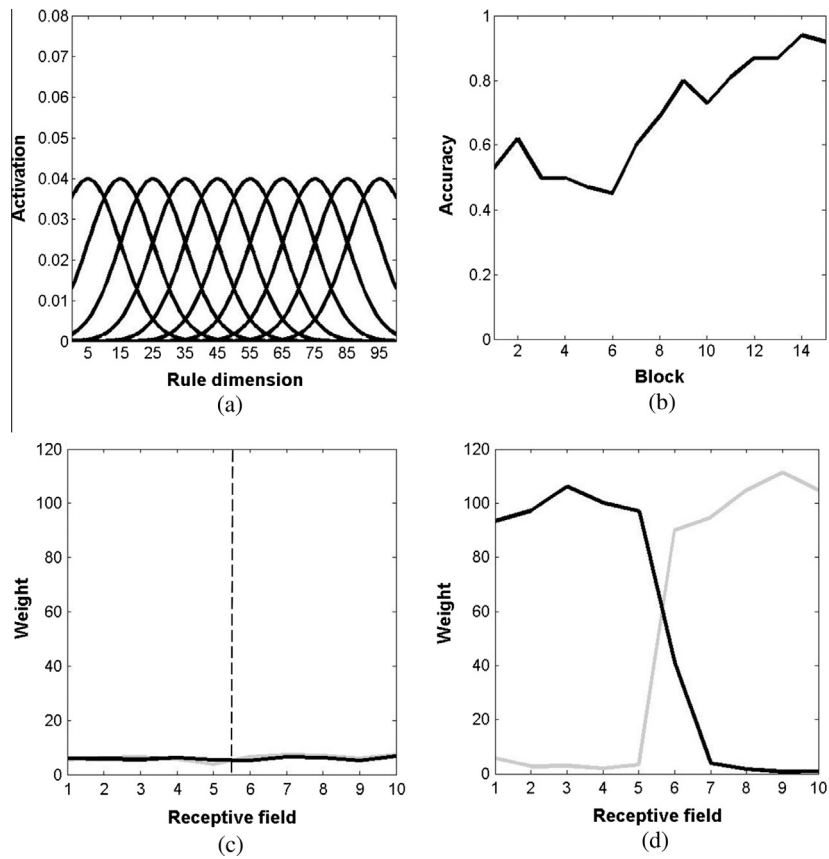 0.08
0.07
0.06
0.05
0.04
0.03
0.02
0.01
0
Activation
5 15 25 35 45 55 65 75 85 95
Rule dimension
(a)
1
0.8
0.6
0.4
0.2
0
Accuracy
2 4 6 8 10 12 14
Block
(b)
120
100
80
60
40
20
0
Weight
1 2 3 4 5 6 7 8 9 10
Receptive field
(c)
120
100
80
60
40
20
0
Weight
1 2 3 4 5 6 7 8 9 10
Receptive field
(d)